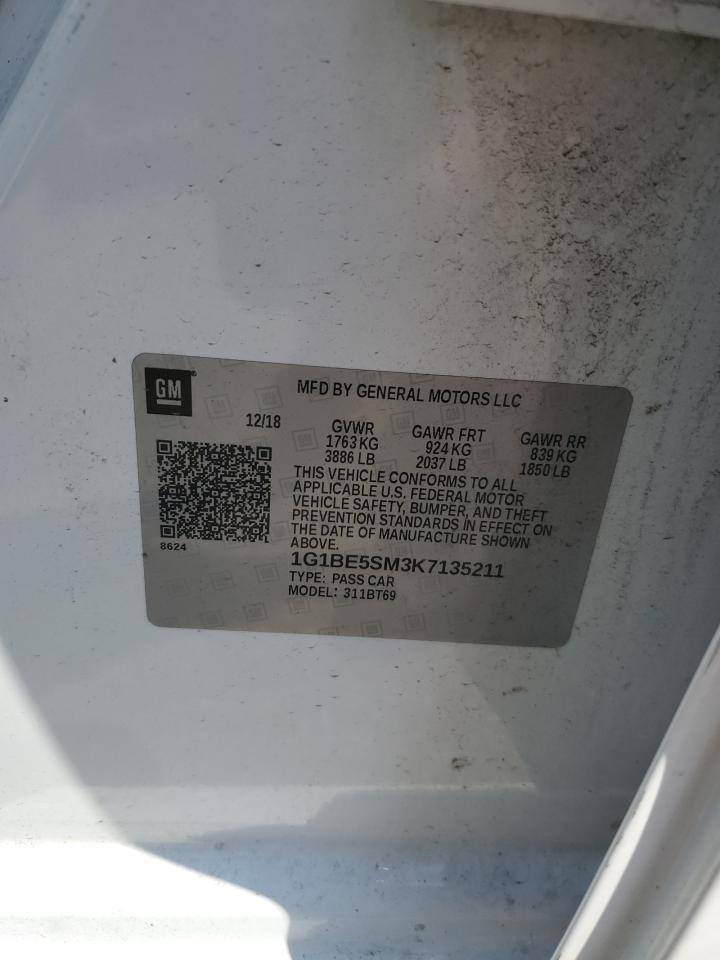 GM
MFD BY GENERAL MOTORS LLC
12/18
GVWR
1763 KG
3886 LB
GAWR FRT
924 KG
2037 LB
GAWR RR
839 KG
1850 LB
THIS VEHICLE CONFORMS TO ALL
APPLICABLE U.S. FEDERAL MOTOR
VEHICLE SAFETY, BUMPER, AND THEFT
PREVENTION STANDARDS IN EFFECT ON
THE DATE OF MANUFACTURE SHOWN
ABOVE.
8624
1G1BE5SM3K7135211
TYPE: PASS CAR
MODEL: 311BT69